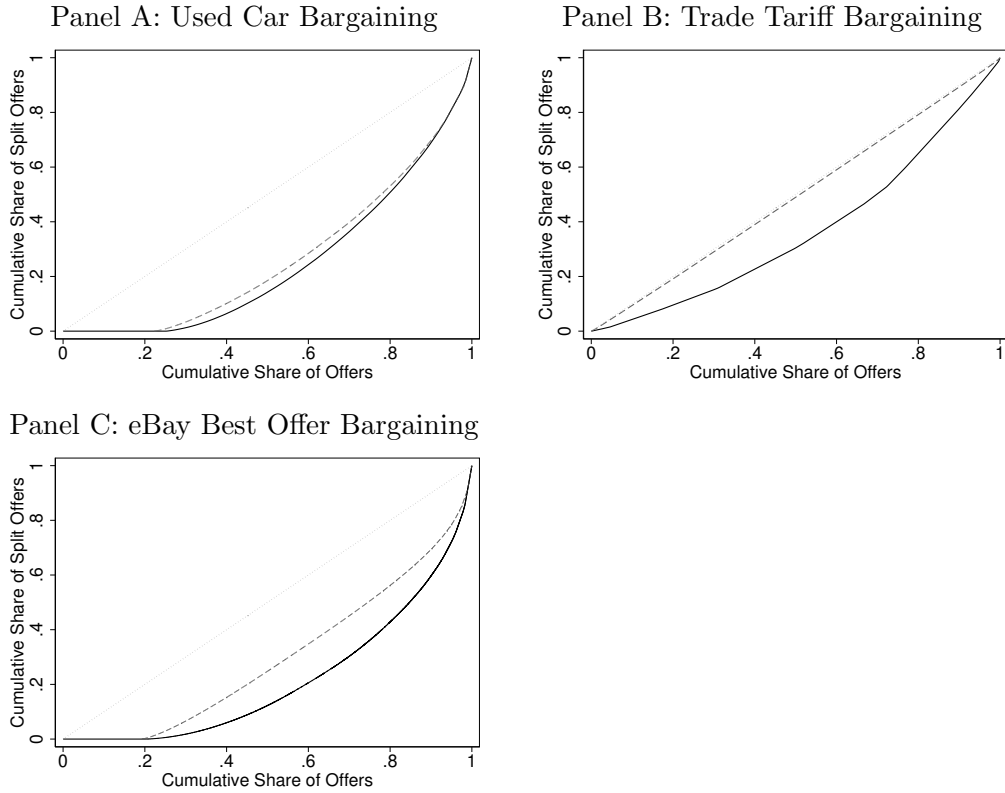 Panel A: Used Car Bargaining
Cumulative Share of Split Offers
0 .2 .4 .6 .8 1
0 .2 .4 .6 .8 1
Cumulative Share of Offers
Panel B: Trade Tariff Bargaining
Cumulative Share of Split Offers
0 .2 .4 .6 .8 1
0 .2 .4 .6 .8 1
Cumulative Share of Offers
Panel C: eBay Best Offer Bargaining
Cumulative Share of Split Offers
0 .2 .4 .6 .8 1
0 .2 .4 .6 .8 1
Cumulative Share of Offers